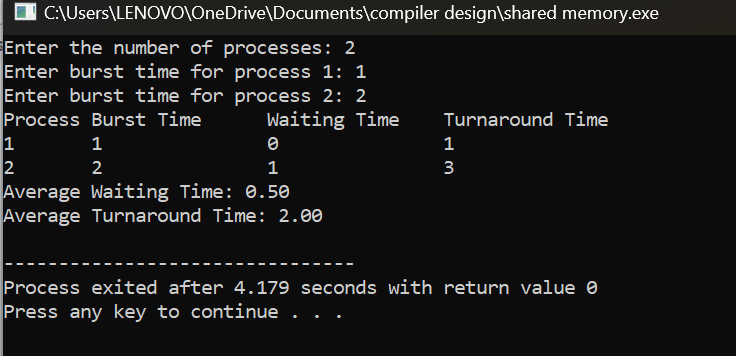 C:\Users\LENOVO\OneDrive\Documents\compiler design\shared memory.exe
Enter the number of processes: 2
Enter burst time for process 1: 1
Enter burst time for process 2: 2
Process Burst Time      Waiting Time    Turnaround Time
1       1               0               1
2       2               1               3
Average Waiting Time: 0.50
Average Turnaround Time: 2.00

--------------------------------
Process exited after 4.179 seconds with return value 0
Press any key to continue . . .